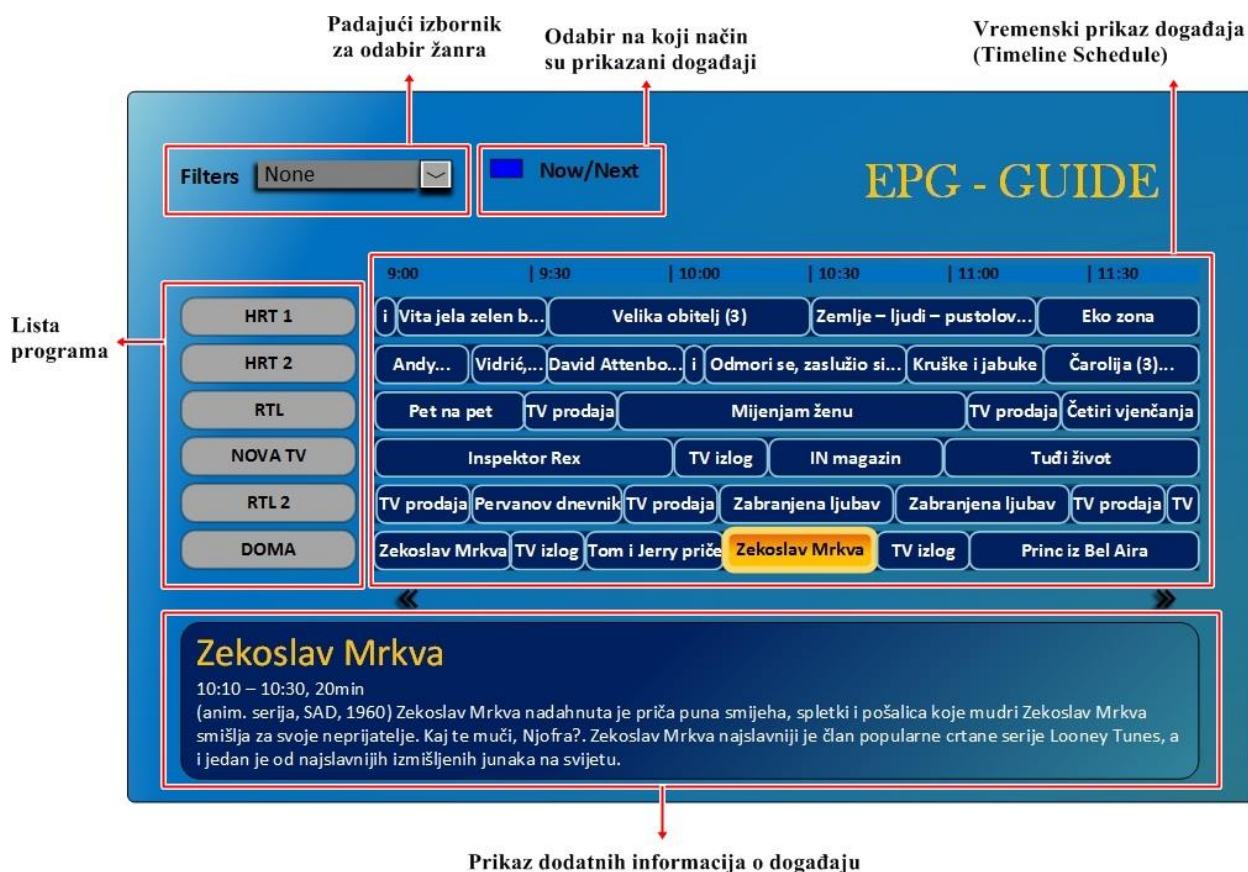 Padajući izbornik
za odabir žanra
Odabir na koji način
su prikazani događaji
Vremenski prikaz događaja
(Timeline Schedule)
Filters None
Now/Next
EPG - GUIDE
9:00 | 9:30 | 10:00 | 10:30 | 11:00 | 11:30
Lista
programa
HRT 1 i Vita jela zelen b... Velika obitelj (3) Zemlje – ljudi – pustolov... Eko zona
HRT 2 Andy... Vidrić,... David Attenbo... i Odmori se, zaslužio si... Kruške i jabuke Čarolija (3)...
RTL Pet na pet TV prodaja Mijenjam ženu TV prodaja Četiri vjenčanja
NOVA TV Inspektor Rex TV izlog IN magazin Tuđi život
RTL 2 TV prodaja Pervanov dnevnik TV prodaja Zabranjena ljubav Zabranjena ljubav TV prodaja TV
DOMA Zekoslav Mrkva TV izlog Tom i Jerry priče Zekoslav Mrkva TV izlog Princ iz Bel Aira
Zekoslav Mrkva
10:10 – 10:30, 20min
(anim. serija, SAD, 1960) Zekoslav Mrkva nadahnuta je priča puna smijeha, spletki i pošalica koje mudri Zekoslav Mrkva
smišlja za svoje neprijatelje. Kaj te muči, Njofra?. Zekoslav Mrkva najslavniji je član popularne crtane serije Looney Tunes, a
i jedan je od najslavnijih izmišljenih junaka na svijetu.
Prikaz dodatnih informacija o događaju